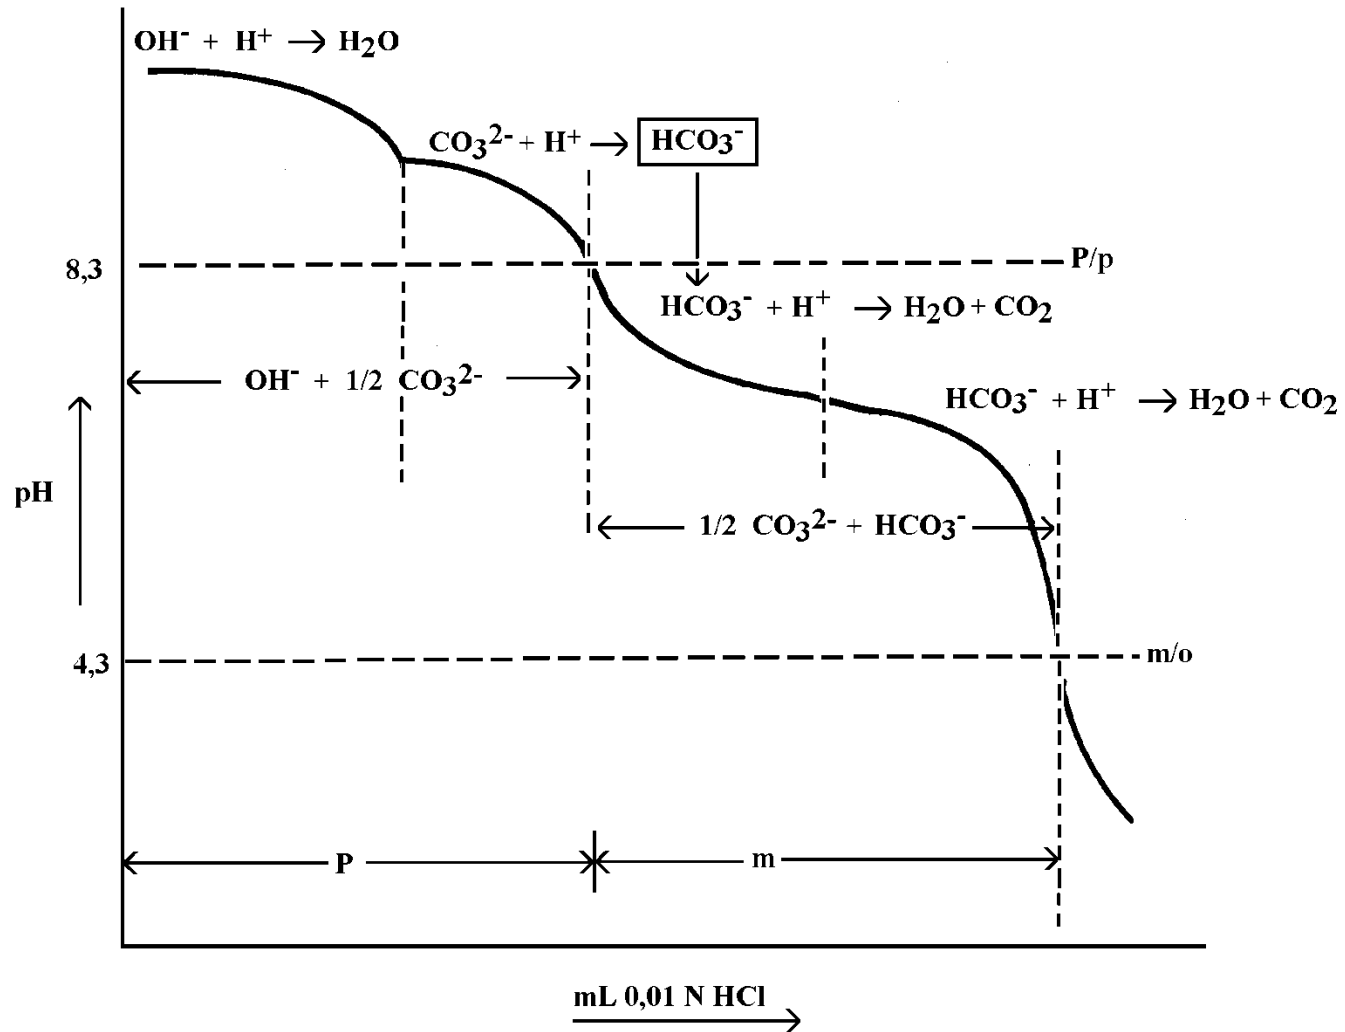 OH⁻ + H⁺ → H₂O
CO₃²⁻ + H⁺ → HCO₃⁻
8,3
P/p
HCO₃⁻ + H⁺ → H₂O + CO₂
OH⁻ + 1/2 CO₃²⁻
HCO₃⁻ + H⁺ → H₂O + CO₂
pH
1/2 CO₃²⁻ + HCO₃⁻
4,3
m/o
P
m
mL 0,01 N HCl